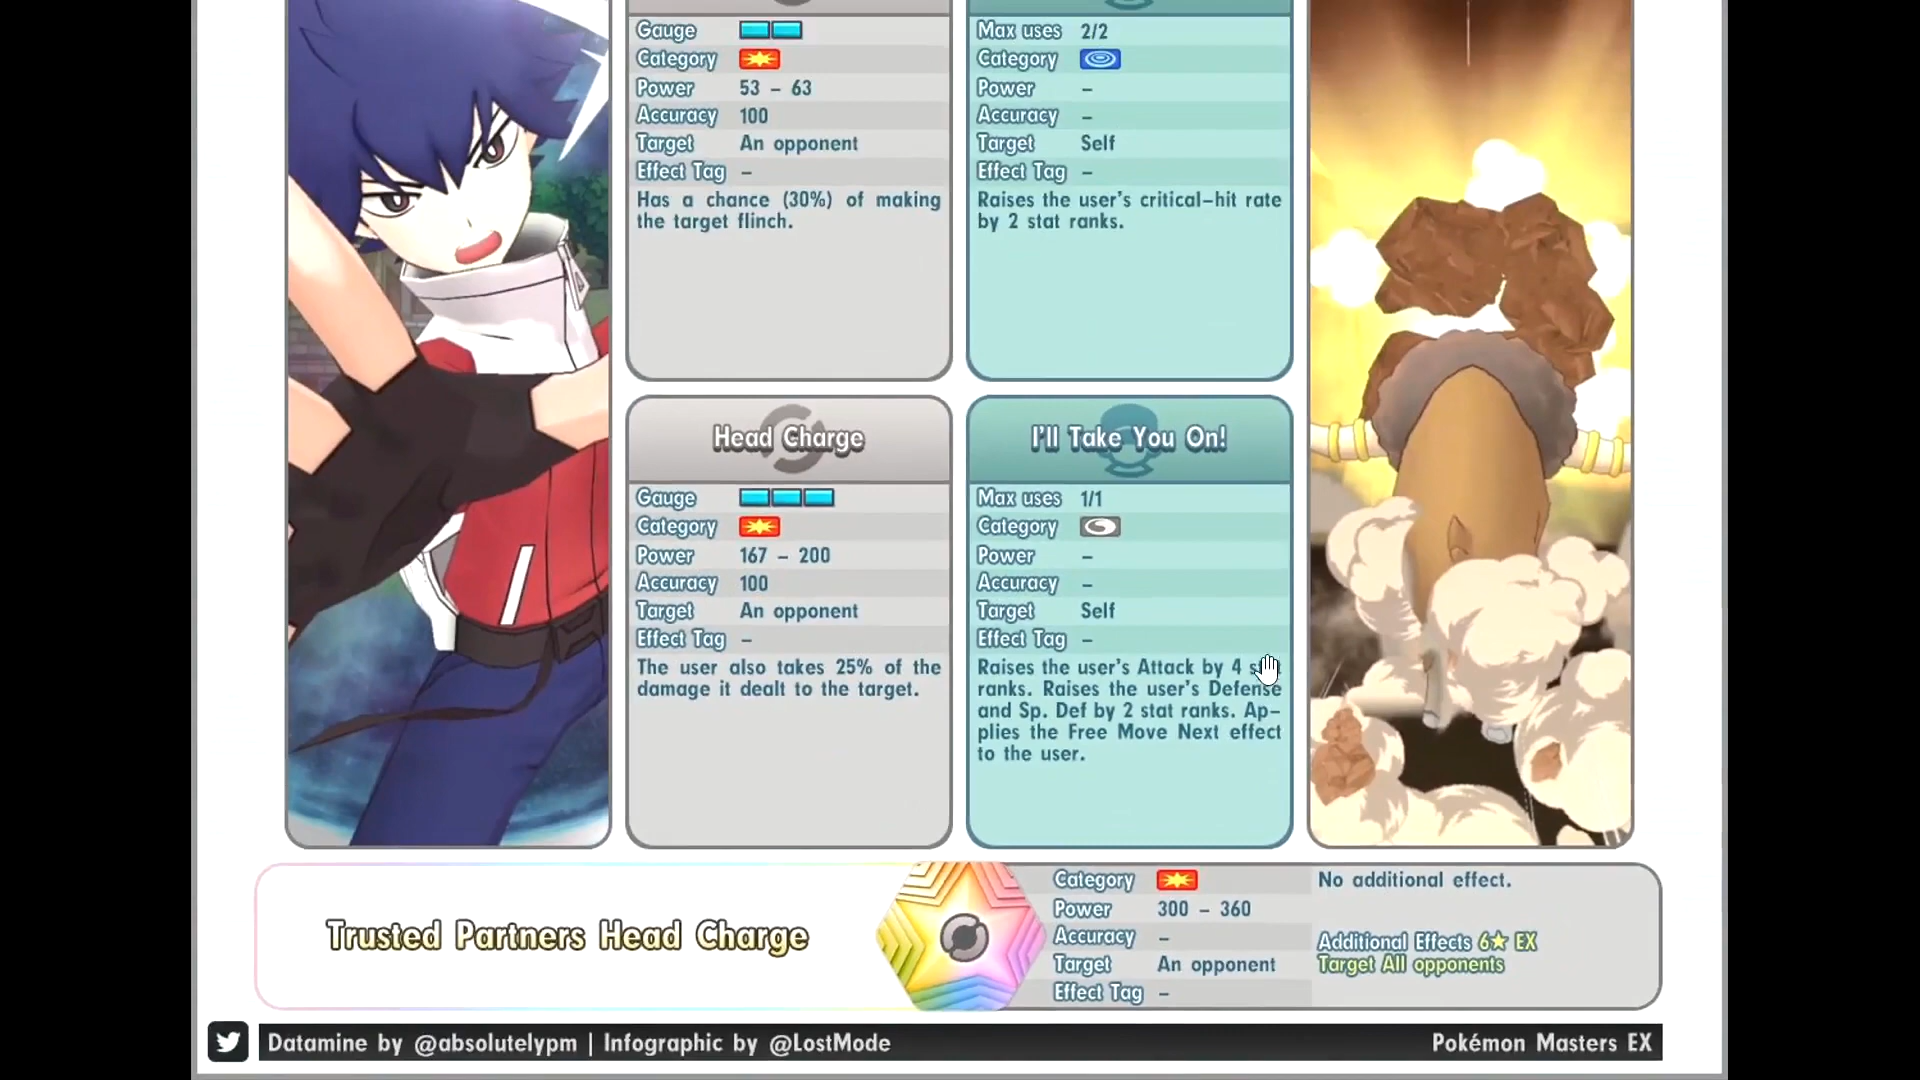 Gauge
Category
Power 53 – 63
Accuracy 100
Target An opponent
Effect Tag –
Has a chance (30%) of making
the target flinch.
Max uses 2/2
Category
Power –
Accuracy –
Target Self
Effect Tag –
Raises the user's critical–hit rate
by 2 stat ranks.
Head Charge
Gauge
Category
Power 167 – 200
Accuracy 100
Target An opponent
Effect Tag –
The user also takes 25% of the
damage it dealt to the target.
I'll Take You On!
Max uses 1/1
Category
Power –
Accuracy –
Target Self
Effect Tag –
Raises the user's Attack by 4
ranks. Raises the user's Defense
and Sp. Def by 2 stat ranks. Ap–
plies the Free Move Next effect
to the user.
Trusted Partners Head Charge
Category
Power 300 – 360
Accuracy –
Target An opponent
Effect Tag –
No additional effect.
Additional Effects 6★ EX
Target All opponents
Datamine by @absolutelypm | Infographic by @LostMode
Pokémon Masters EX